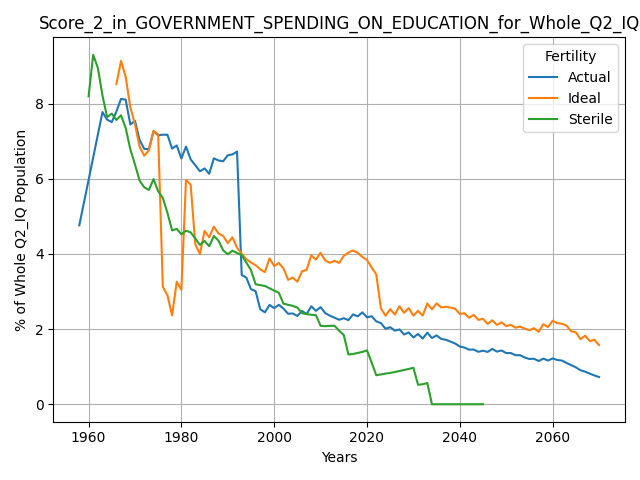 Score_2_in_GOVERNMENT_SPENDING_ON_EDUCATION_for_Whole_Q2_IQ
Fertility
Actual
Ideal
Sterile
% of Whole Q2_IQ Population
8
6
4
2
0
1960 1980 2000 2020 2040 2060
Years